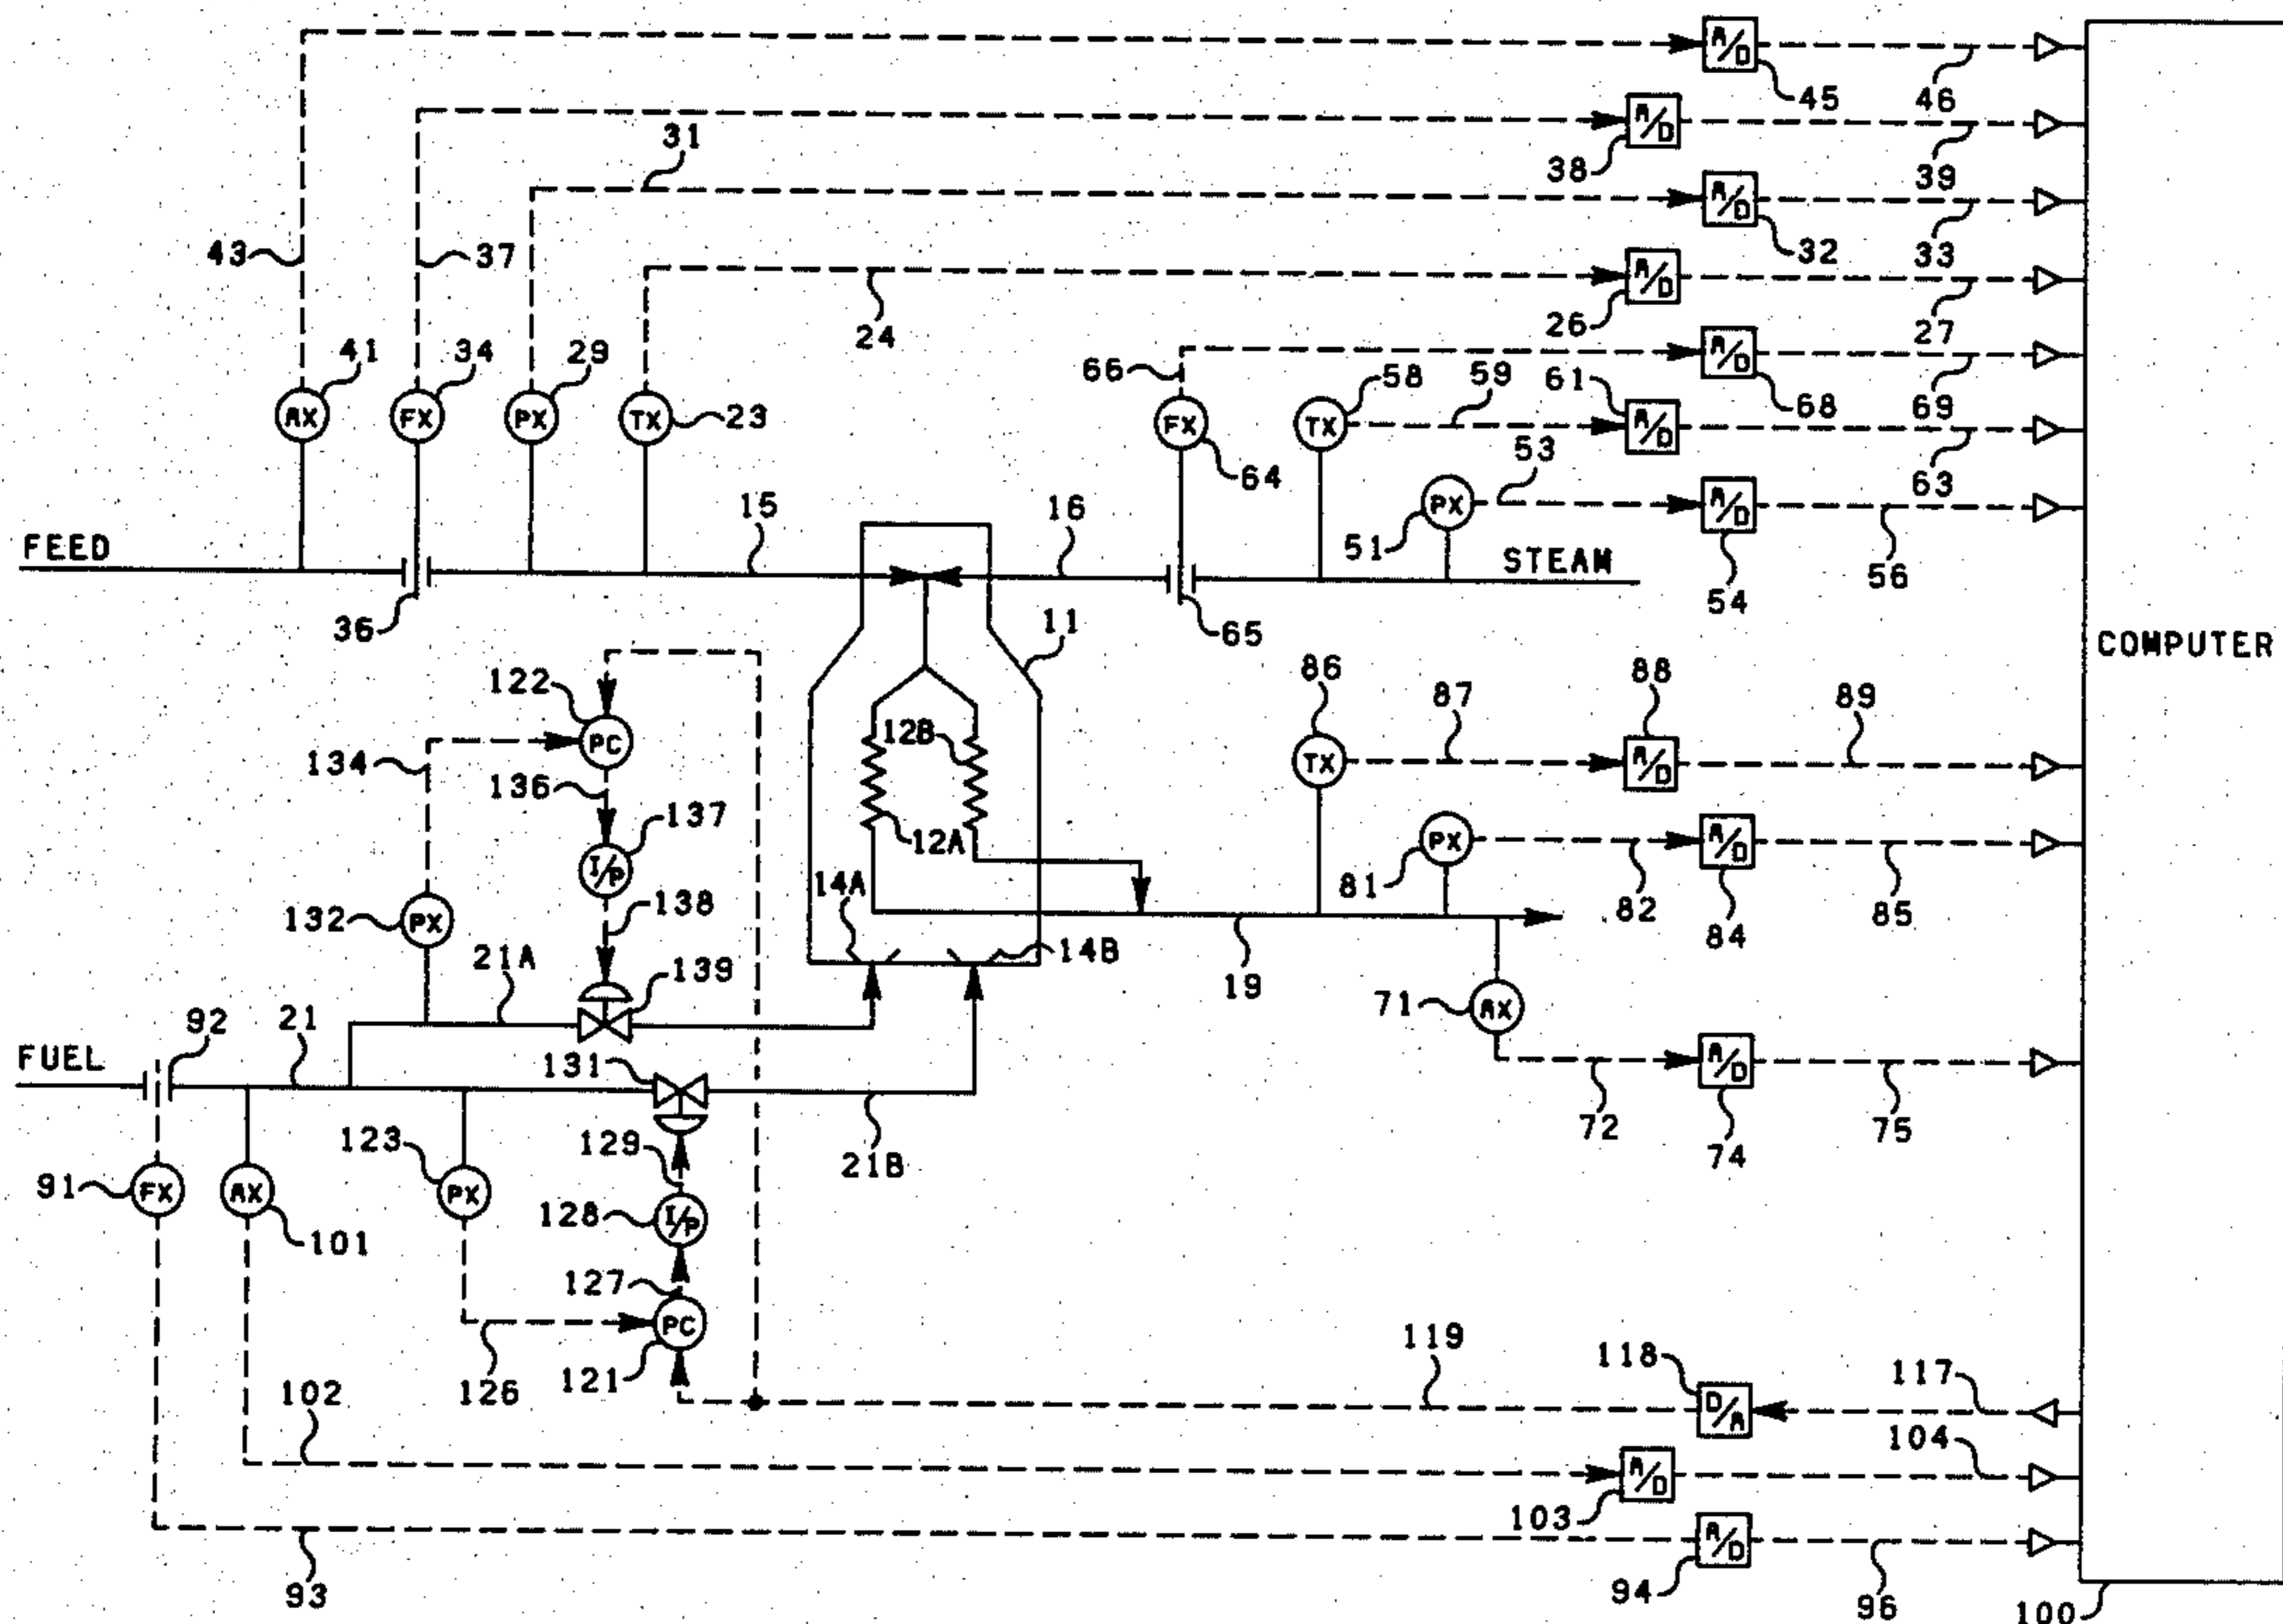 A/D
45
46
A/D
38
39
31
A/D
32
33
43
37
A/D
26
27
24
41
34
29
66
58
59
61
A/D
68
69
AX
FX
PX
TX
23
FX
TX
A/D
63
64
53
PX
51
A/D
54
56
15
16
FEED
STEAM
36
65
11
COMPUTER
122
PC
134
136
12B
12A
86
TX
87
88
A/D
89
137
I/P
138
81
PX
82
A/D
84
85
132
PX
14A
14B
21A
139
19
71
AX
92
21
FUEL
131
72
A/D
74
75
123
129
21B
91
FX
AX
PX
101
128
I/P
127
PC
121
126
119
118
D/A
117
102
104
A/D
103
93
A/D
94
96
100